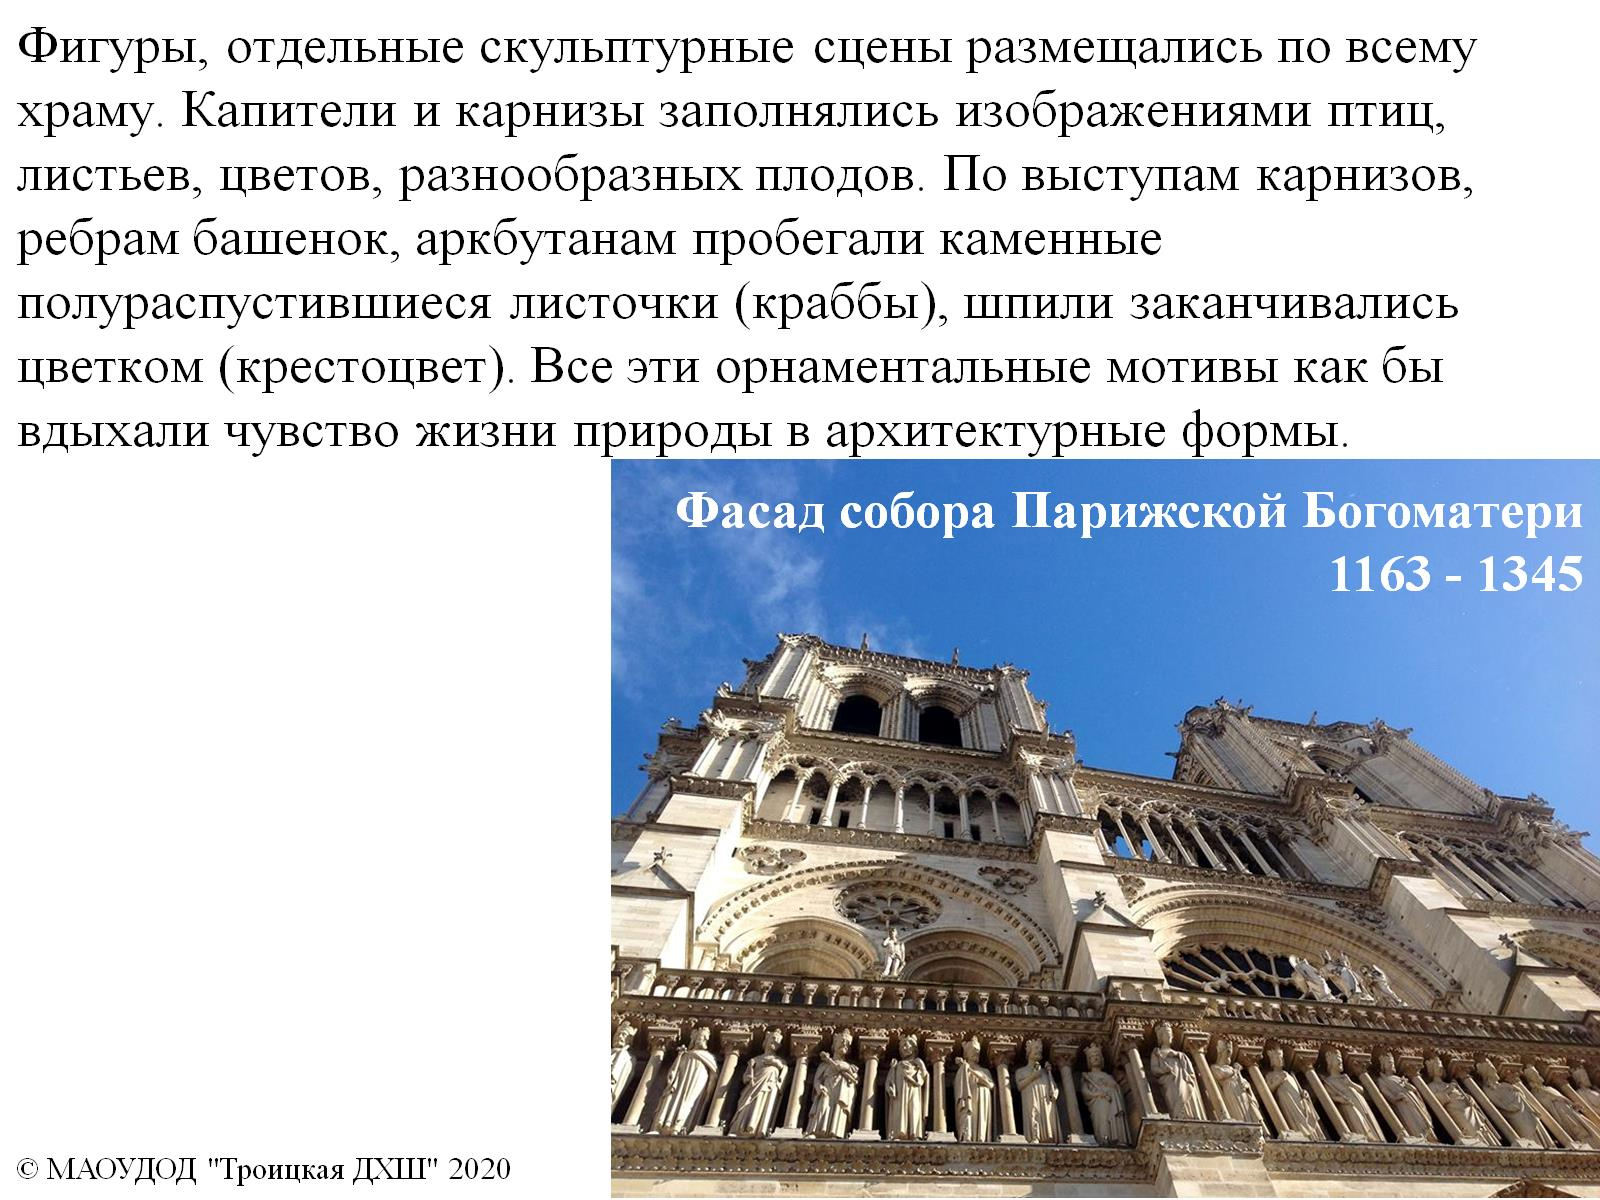 Фигуры, отдельные скульптурные сцены размещались по всему
храму. Капители и карнизы заполнялись изображениями птиц,
листьев, цветов, разнообразных плодов. По выступам карнизов,
ребрам башенок, аркбутанам пробегали каменные
полураспустившиеся листочки (краббы), шпили заканчивались
цветком (крестоцвет). Все эти орнаментальные мотивы как бы
вдыхали чувство жизни природы в архитектурные формы.
Фасад собора Парижской Богоматери
1163 - 1345
© МАОУДОД "Троицкая ДХШ" 2020